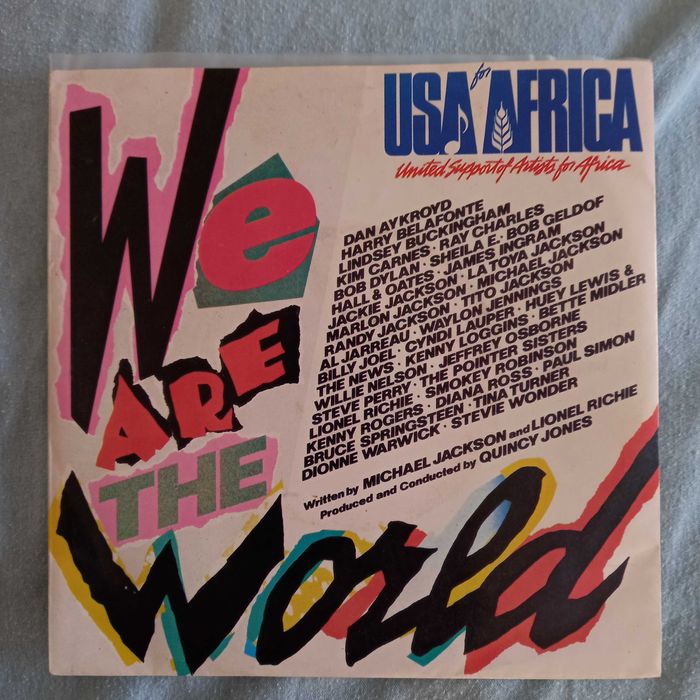 We
ARE
THE
World
USA for AFRICA
United Support of Artists for Africa
DAN AYKROYD
HARRY BELAFONTE
LINDSEY BUCKINGHAM
KIM CARNES · RAY CHARLES
BOB DYLAN · SHEILA E. · BOB GELDOF
HALL & OATES · JAMES INGRAM
JACKIE JACKSON · LA TOYA JACKSON
MARLON JACKSON · MICHAEL JACKSON
RANDY JACKSON · TITO JACKSON
AL JARREAU · WAYLON JENNINGS
BILLY JOEL · CYNDI LAUPER · HUEY LEWIS &
THE NEWS · KENNY LOGGINS · BETTE MIDLER
WILLIE NELSON · JEFFREY OSBORNE
STEVE PERRY · THE POINTER SISTERS
LIONEL RICHIE · SMOKEY ROBINSON
KENNY ROGERS · DIANA ROSS · PAUL SIMON
BRUCE SPRINGSTEEN · TINA TURNER
DIONNE WARWICK · STEVIE WONDER
Written by MICHAEL JACKSON and LIONEL RICHIE
Produced and Conducted by QUINCY JONES